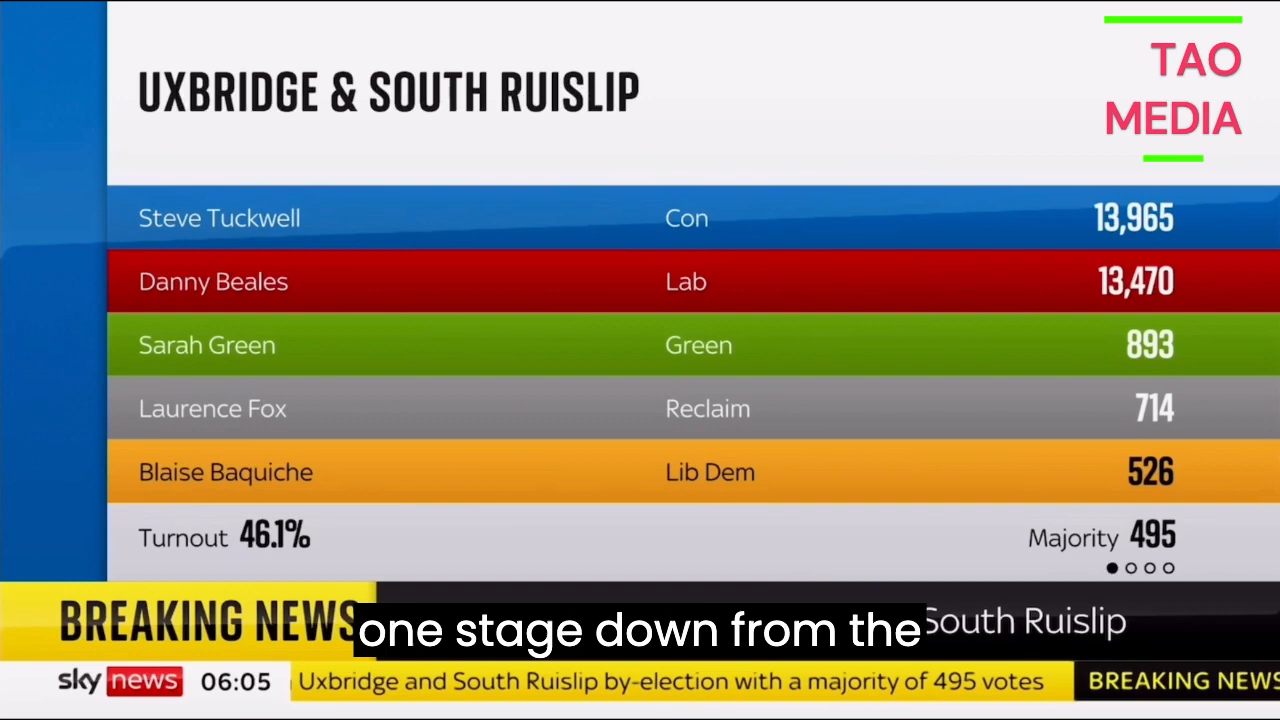 TAO
MEDIA
UXBRIDGE & SOUTH RUISLIP
Steve Tuckwell Con 13,965
Danny Beales Lab 13,470
Sarah Green Green 893
Laurence Fox Reclaim 714
Blaise Baquiche Lib Dem 526
Turnout 46.1% Majority 495
BREAKING NEWS South Ruislip
one stage down from the
sky news 06:05 Uxbridge and South Ruislip by-election with a majority of 495 votes BREAKING NEWS